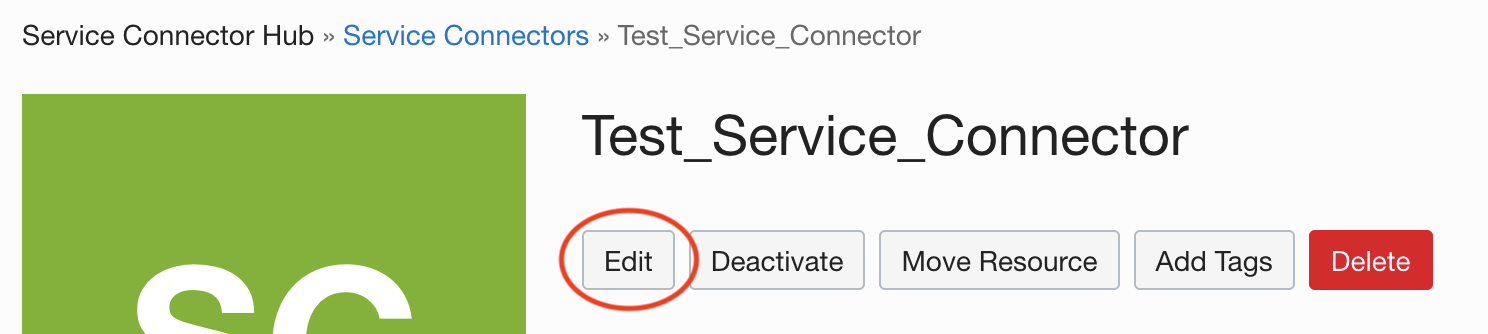 Service Connector Hub » Service Connectors » Test_Service_Connector
Test_Service_Connector
Edit Deactivate Move Resource Add Tags Delete
SC